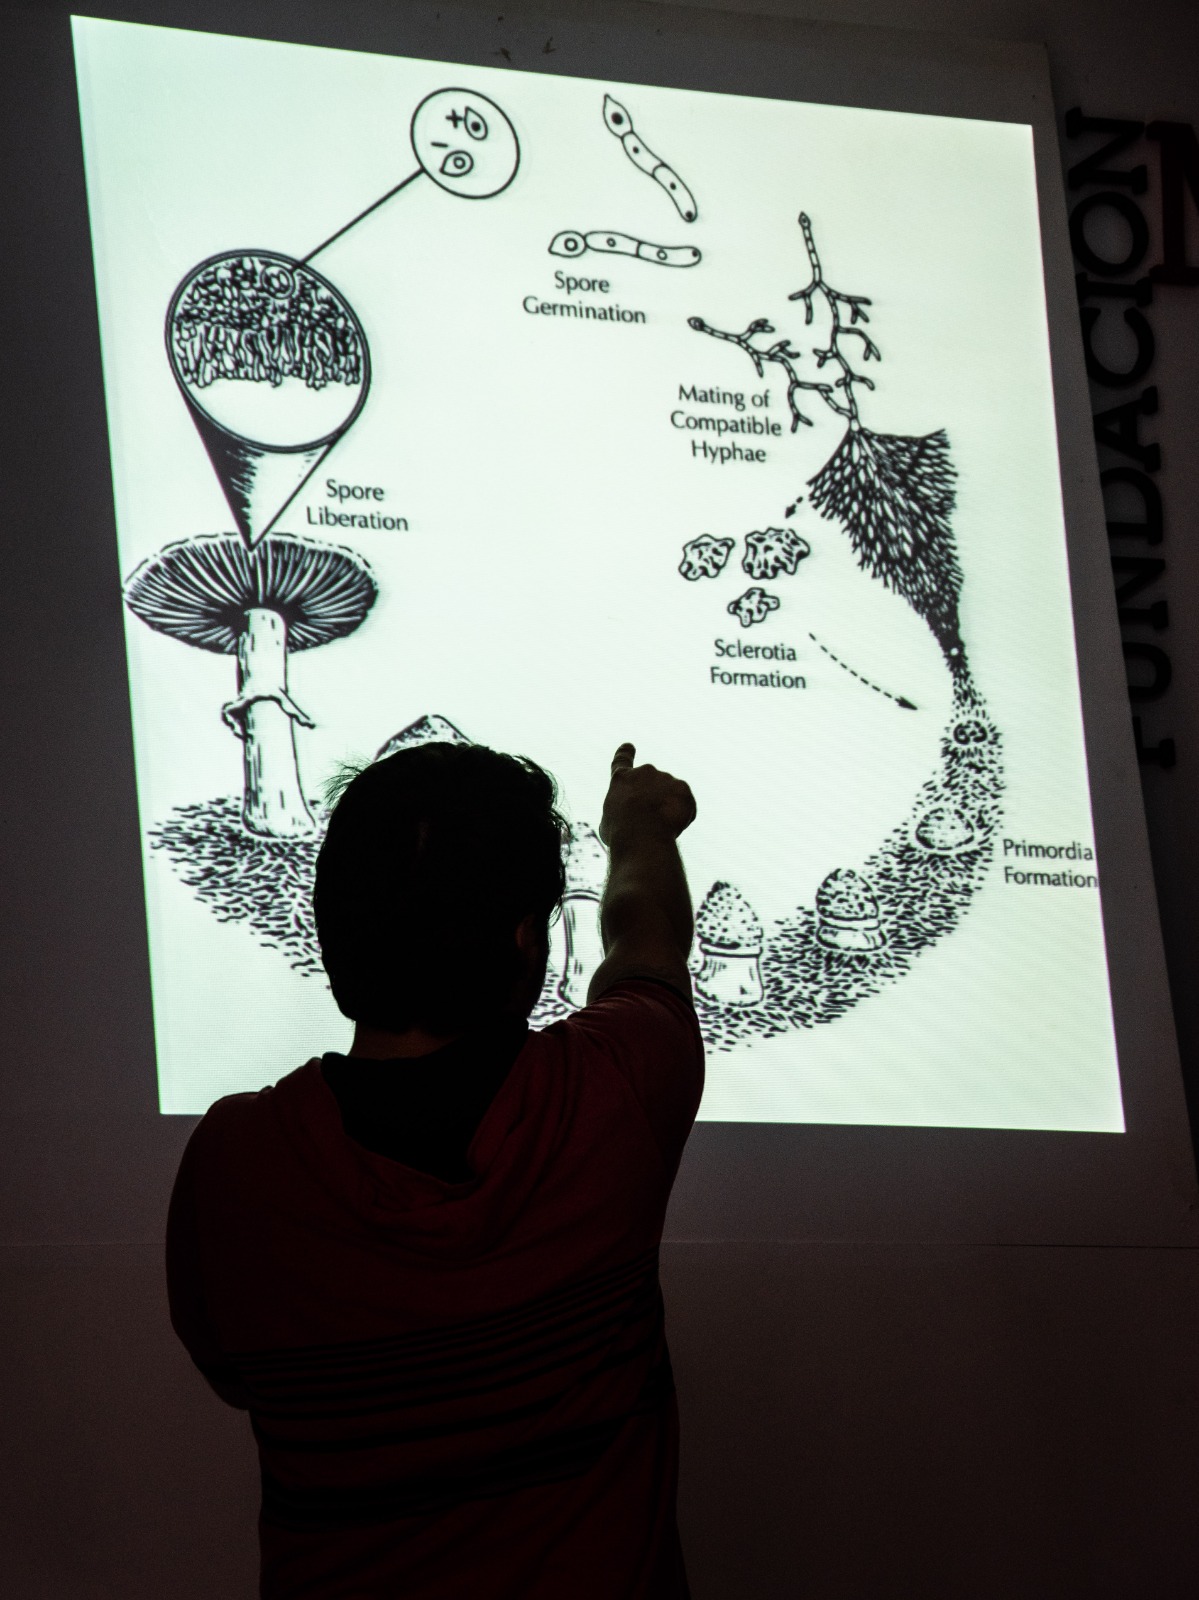 +
-
Spore
Germination
Mating of
Compatible
Hyphae
Spore
Liberation
Sclerotia
Formation
Primordia
Formation
FUNDACION